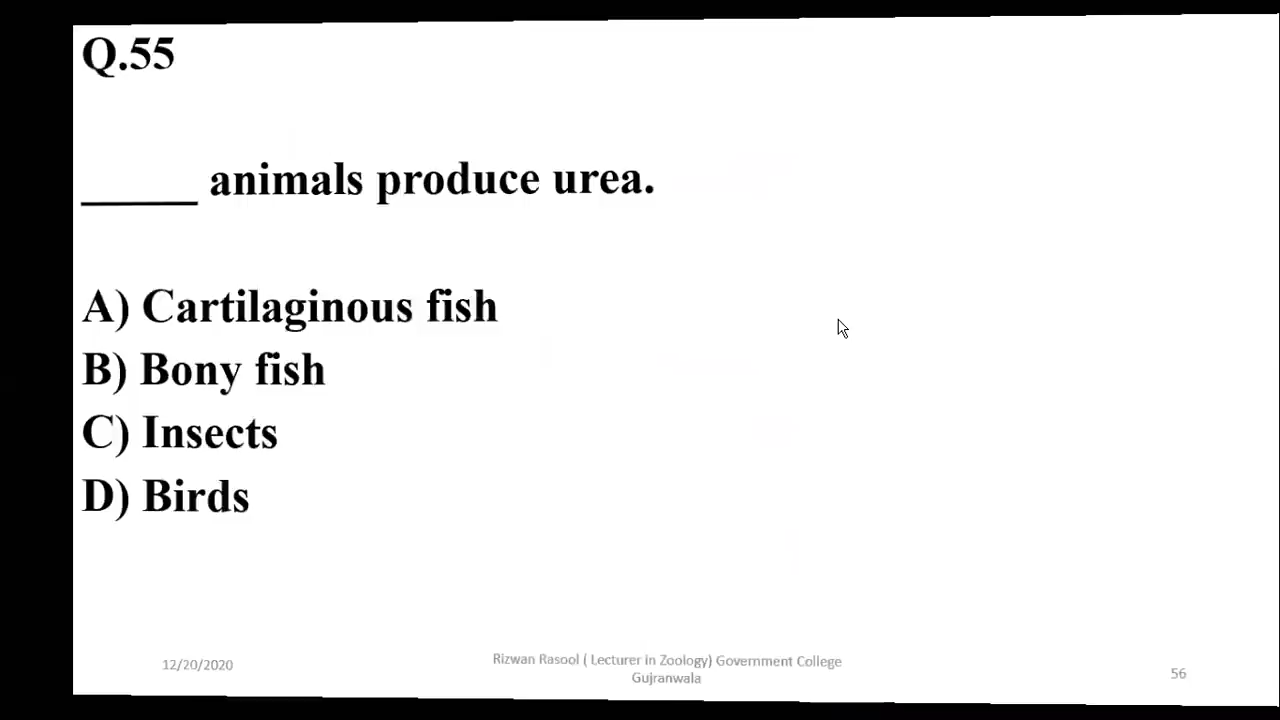 Q.55
_____ animals produce urea.
A) Cartilaginous fish
B) Bony fish
C) Insects
D) Birds
12/20/2020
Rizwan Rasool ( Lecturer in Zoology) Government College
Gujranwala
56